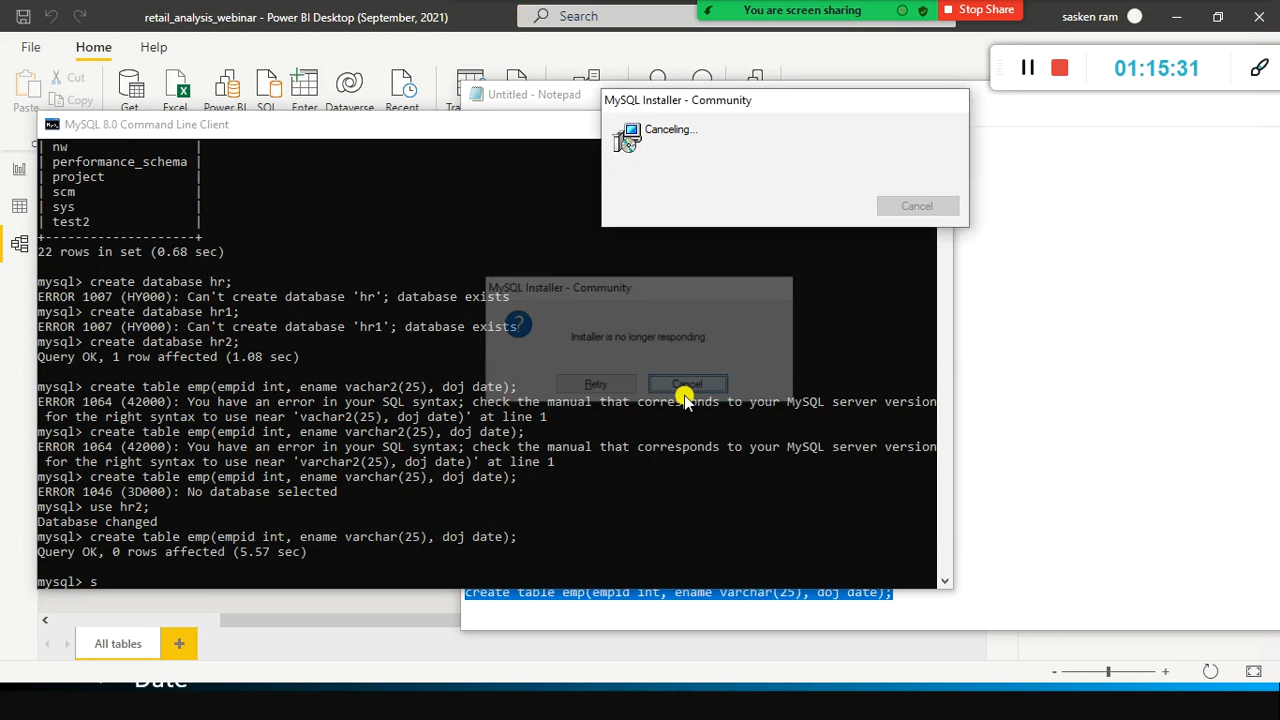 retail_analysis_webinar - Power BI Desktop (September, 2021)
Search
You are screen sharing
Stop Share
sasken ram
File
Home
Help
01:15:31
Cut
Copy
Paste
Get
Excel
Power BI
SQL
Enter
Dataverse
Recent
Untitled - Notepad
MySQL Installer - Community
Canceling...
Cancel
MySQL 8.0 Command Line Client
| nw |
| performance_schema |
| project |
| scm |
| sys |
| test2 |
+--------------------+
22 rows in set (0.68 sec)
mysql> create database hr;
ERROR 1007 (HY000): Can't create database 'hr'; database exists
mysql> create database hr1;
ERROR 1007 (HY000): Can't create database 'hr1'; database exists
mysql> create database hr2;
Query OK, 1 row affected (1.08 sec)
mysql> create table emp(empid int, ename vachar2(25), doj date);
ERROR 1064 (42000): You have an error in your SQL syntax; check the manual that corresponds to your MySQL server version
for the right syntax to use near 'vachar2(25), doj date)' at line 1
mysql> create table emp(empid int, ename varchar2(25), doj date);
ERROR 1064 (42000): You have an error in your SQL syntax; check the manual that corresponds to your MySQL server version
for the right syntax to use near 'varchar2(25), doj date)' at line 1
mysql> create table emp(empid int, ename varchar(25), doj date);
ERROR 1046 (3D000): No database selected
mysql> use hr2;
Database changed
mysql> create table emp(empid int, ename varchar(25), doj date);
Query OK, 0 rows affected (5.57 sec)
mysql> s
MySQL Installer - Community
Installer is no longer responding.
Retry
Cancel
create table emp(empid int, ename varchar(25), doj date);
All tables
Date